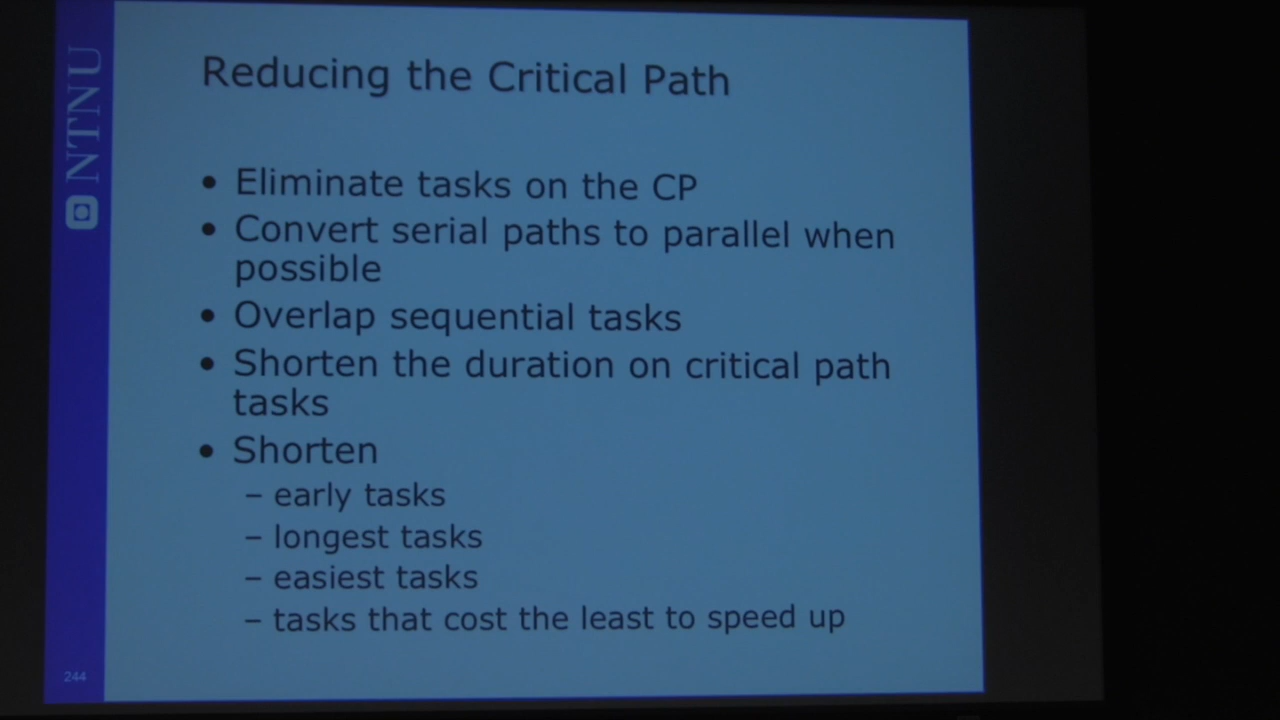 NTNU
Reducing the Critical Path
• Eliminate tasks on the CP
• Convert serial paths to parallel when
possible
• Overlap sequential tasks
• Shorten the duration on critical path
tasks
• Shorten
– early tasks
– longest tasks
– easiest tasks
– tasks that cost the least to speed up
244